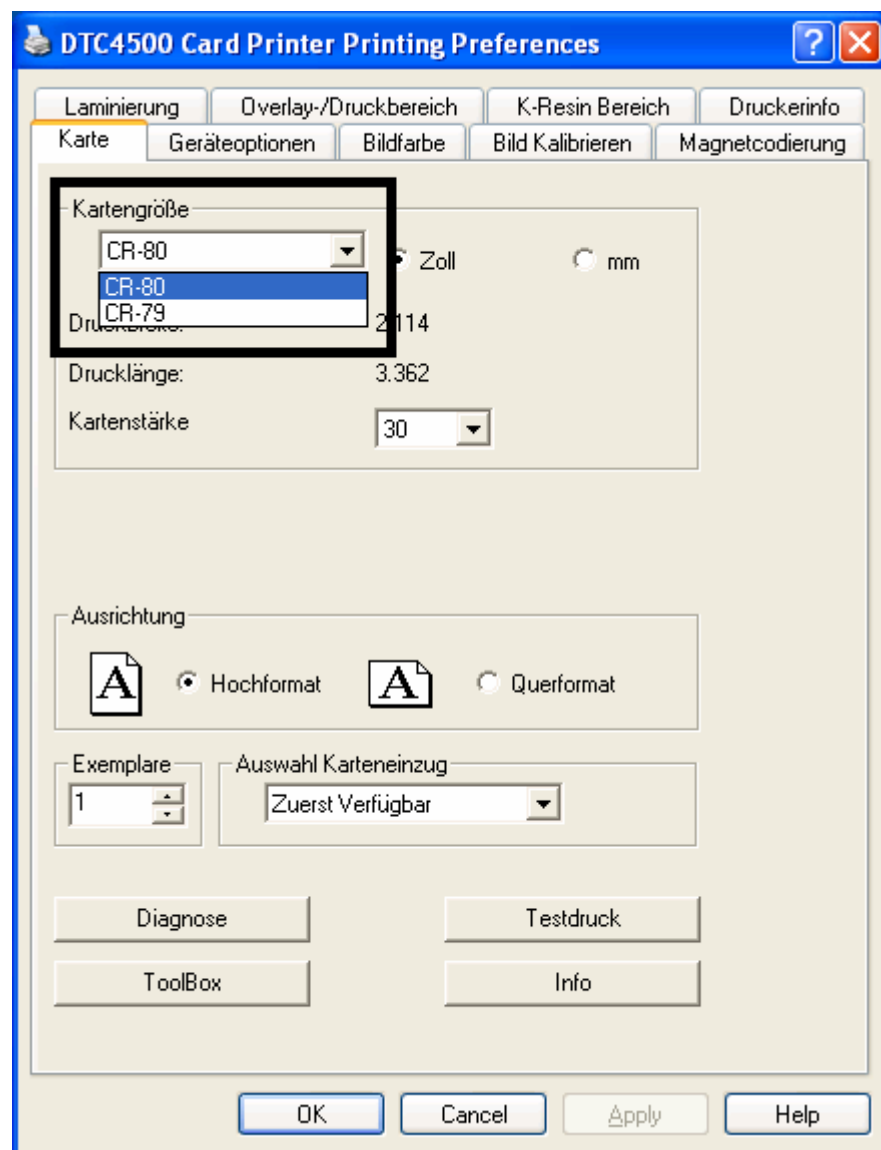 DTC4500 Card Printer Printing Preferences
Laminierung Overlay-/Druckbereich K-Resin Bereich Druckerinfo
Karte Geräteoptionen Bildfarbe Bild Kalibrieren Magnetcodierung
Kartengröße
CR-80 Zoll mm
CR-80
CR-79
2.114
Drucklänge: 3.362
Kartenstärke 30
Ausrichtung
A Hochformat A Querformat
Exemplare Auswahl Karteneinzug
1 Zuerst Verfügbar
Diagnose Testdruck
ToolBox Info
OK Cancel Apply Help